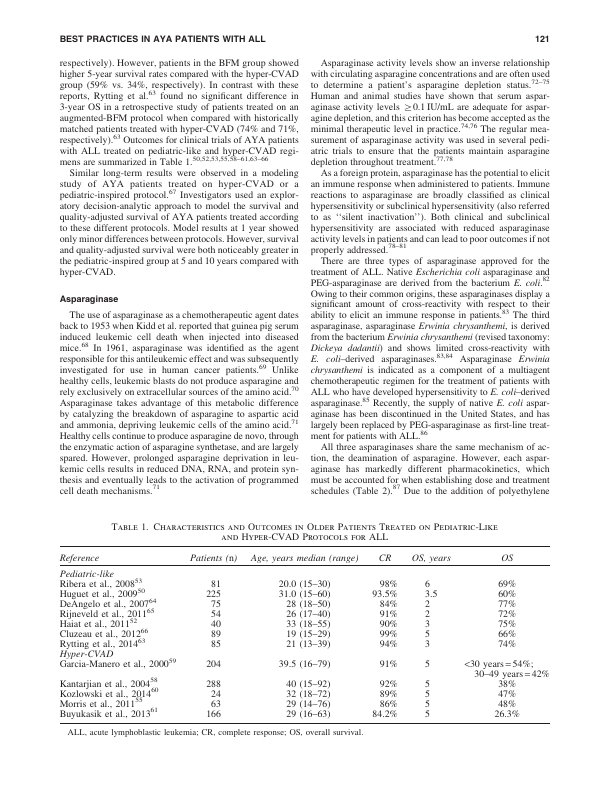 BEST PRACTICES IN AYA PATIENTS WITH ALL 121
respectively). However, patients in the BFM group showed
higher 5-year survival rates compared with the hyper-CVAD
group (59% vs. 34%, respectively). In contrast with these
reports, Rytting et al.63 found no significant difference in
3-year OS in a retrospective study of patients treated on an
augmented-BFM protocol when compared with historically
matched patients treated with hyper-CVAD (74% and 71%,
respectively).63 Outcomes for clinical trials of AYA patients
with ALL treated on pediatric-like and hyper-CVAD regi-
mens are summarized in Table 1.50,52,53,55,58–61,63–66
Similar long-term results were observed in a modeling
study of AYA patients treated on hyper-CVAD or a
pediatric-inspired protocol.67 Investigators used an explor-
atory decision-analytic approach to model the survival and
quality-adjusted survival of AYA patients treated according
to these different protocols. Model results at 1 year showed
only minor differences between protocols. However, survival
and quality-adjusted survival were both noticeably greater in
the pediatric-inspired group at 5 and 10 years compared with
hyper-CVAD.
Asparaginase
The use of asparaginase as a chemotherapeutic agent dates
back to 1953 when Kidd et al. reported that guinea pig serum
induced leukemic cell death when injected into diseased
mice.68 In 1961, asparaginase was identified as the agent
responsible for this antileukemic effect and was subsequently
investigated for use in human cancer patients.69 Unlike
healthy cells, leukemic blasts do not produce asparagine and
rely exclusively on extracellular sources of the amino acid.70
Asparaginase takes advantage of this metabolic difference
by catalyzing the breakdown of asparagine to aspartic acid
and ammonia, depriving leukemic cells of the amino acid.71
Healthy cells continue to produce asparagine de novo, through
the enzymatic action of asparagine synthetase, and are largely
spared. However, prolonged asparagine deprivation in leu-
kemic cells results in reduced DNA, RNA, and protein syn-
thesis and eventually leads to the activation of programmed
cell death mechanisms.71
Asparaginase activity levels show an inverse relationship
with circulating asparagine concentrations and are often used
to determine a patient's asparagine depletion status.72–75
Human and animal studies have shown that serum aspar-
aginase activity levels ≥0.1 IU/mL are adequate for aspar-
agine depletion, and this criterion has become accepted as the
minimal therapeutic level in practice.74,76 The regular mea-
surement of asparaginase activity was used in several pedi-
atric trials to ensure that the patients maintain asparagine
depletion throughout treatment.77,78
As a foreign protein, asparaginase has the potential to elicit
an immune response when administered to patients. Immune
reactions to asparaginase are broadly classified as clinical
hypersensitivity or subclinical hypersensitivity (also referred
to as ‘‘silent inactivation’’). Both clinical and subclinical
hypersensitivity are associated with reduced asparaginase
activity levels in patients and can lead to poor outcomes if not
properly addressed.78–81
There are three types of asparaginase approved for the
treatment of ALL. Native Escherichia coli asparaginase and
PEG-asparaginase are derived from the bacterium E. coli.82
Owing to their common origins, these asparaginases display a
significant amount of cross-reactivity with respect to their
ability to elicit an immune response in patients.83 The third
asparaginase, asparaginase Erwinia chrysanthemi, is derived
from the bacterium Erwinia chrysanthemi (revised taxonomy:
Dickeya dadantii) and shows limited cross-reactivity with
E. coli–derived asparaginases.83,84 Asparaginase Erwinia
chrysanthemi is indicated as a component of a multiagent
chemotherapeutic regimen for the treatment of patients with
ALL who have developed hypersensitivity to E. coli–derived
asparaginase.85 Recently, the supply of native E. coli aspar-
aginase has been discontinued in the United States, and has
largely been replaced by PEG-asparaginase as first-line treat-
ment for patients with ALL.86
All three asparaginases share the same mechanism of ac-
tion, the deamination of asparagine. However, each aspar-
aginase has markedly different pharmacokinetics, which
must be accounted for when establishing dose and treatment
schedules (Table 2).87 Due to the addition of polyethylene
Table 1. Characteristics and Outcomes in Older Patients Treated on Pediatric-Like
and Hyper-CVAD Protocols for ALL
Reference Patients (n) Age, years median (range) CR OS, years OS
Pediatric-like
Ribera et al., 200853 81 20.0 (15–30) 98% 6 69%
Huguet et al., 200950 225 31.0 (15–60) 93.5% 3.5 60%
DeAngelo et al., 200764 75 28 (18–50) 84% 2 77%
Rijneveld et al., 201165 54 26 (17–40) 91% 2 72%
Haiat et al., 201152 40 33 (18–55) 90% 3 75%
Cluzeau et al., 201266 89 19 (15–29) 99% 5 66%
Rytting et al., 201463 85 21 (13–39) 94% 3 74%
Hyper-CVAD
Garcia-Manero et al., 200059 204 39.5 (16–79) 91% 5 <30 years = 54%;
30–49 years = 42%
Kantarjian et al., 200458 288 40 (15–92) 92% 5 38%
Kozlowski et al., 201460 24 32 (18–72) 89% 5 47%
Morris et al., 201155 63 29 (14–76) 86% 5 48%
Buyukasik et al., 201361 166 29 (16–63) 84.2% 5 26.3%
ALL, acute lymphoblastic leukemia; CR, complete response; OS, overall survival.